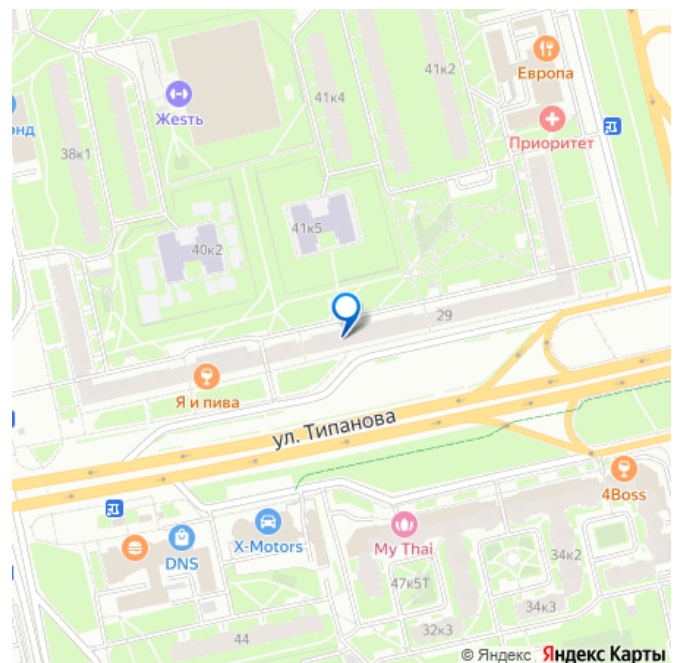 41к2
Европа
41к4
Жесть
Приоритет
онд
38к1
41к5
40к2
29
Я и пива
ул. Типанова
4Boss
X-Motors
My Thai
DNS
34к2
47к5Т
34к3
32к3
44
© Яндекс Яндекс Карты